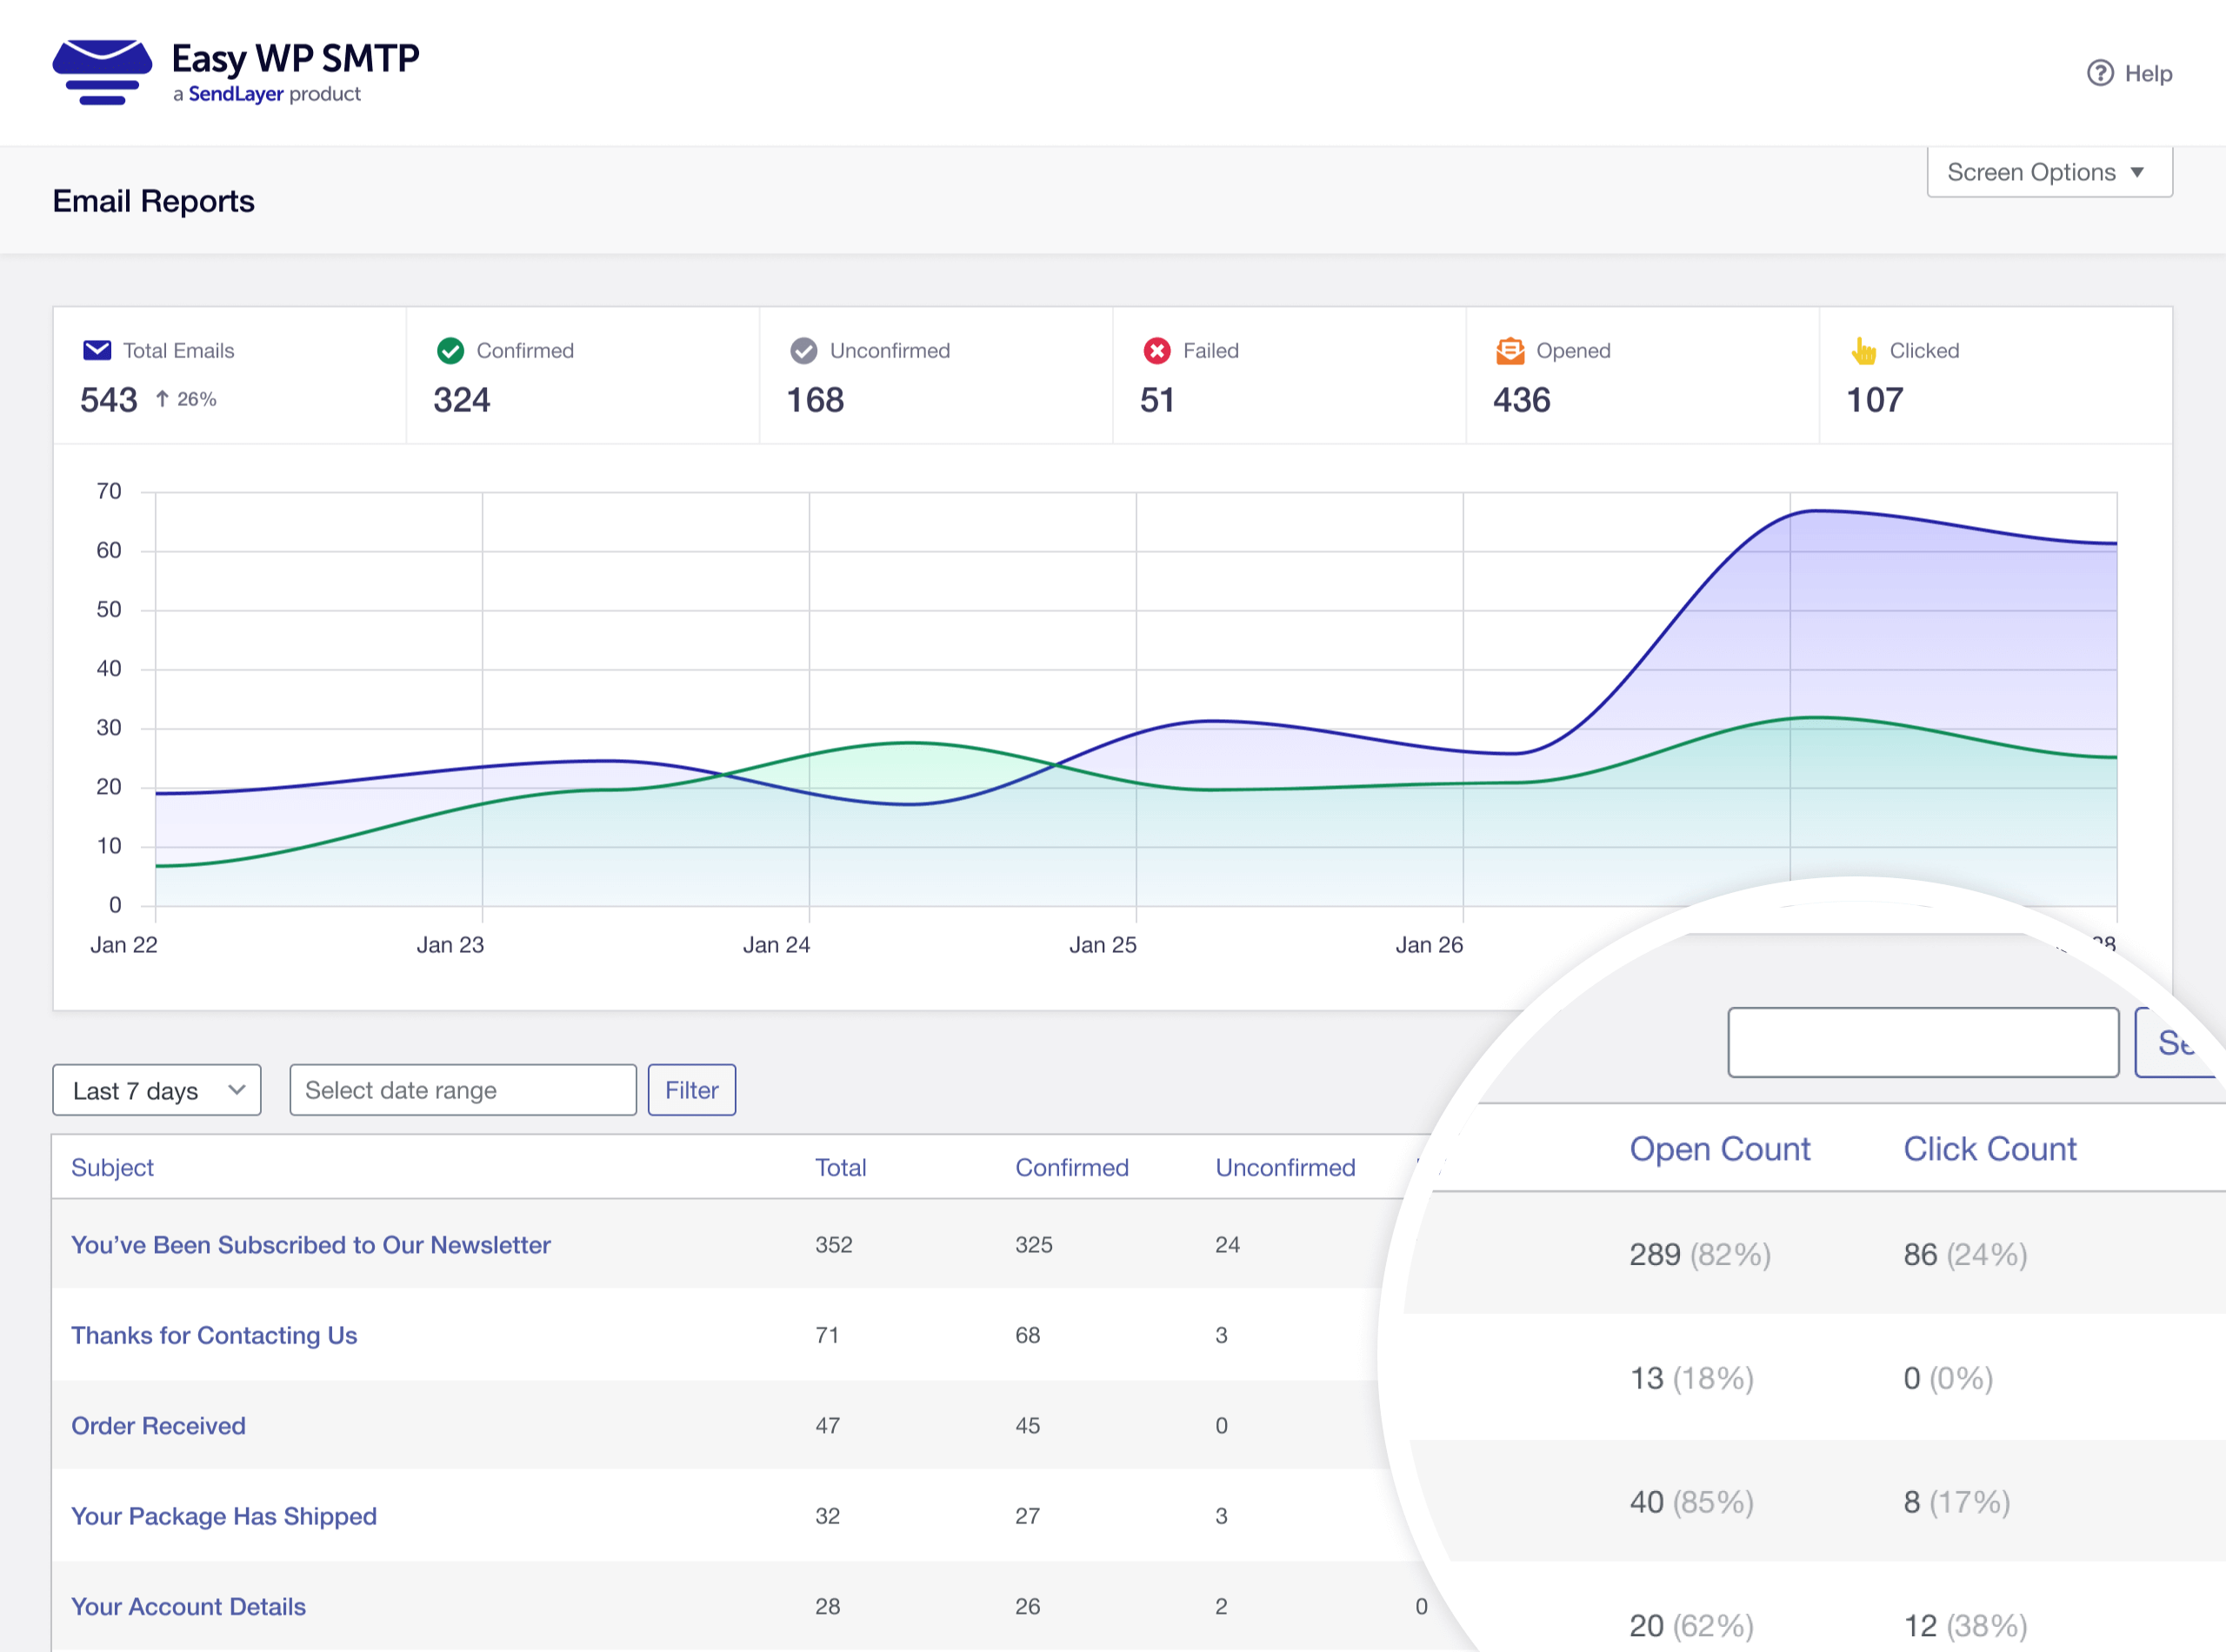 Easy WP SMTP
a SendLayer product
Help
Screen Options
Email Reports
Total Emails Confirmed Unconfirmed Failed Opened Clicked
543 ↑ 26% 324 168 51 436 107
70
60
50
40
30
20
10
0
Jan 22 Jan 23 Jan 24 Jan 25 Jan 26
Last 7 days Select date range Filter
Subject Total Confirmed Unconfirmed Open Count Click Count
You’ve Been Subscribed to Our Newsletter 352 325 24 289 (82%) 86 (24%)
Thanks for Contacting Us 71 68 3 13 (18%) 0 (0%)
Order Received 47 45 0 40 (85%) 8 (17%)
Your Package Has Shipped 32 27 3 20 (62%) 12 (38%)
Your Account Details 28 26 2 0